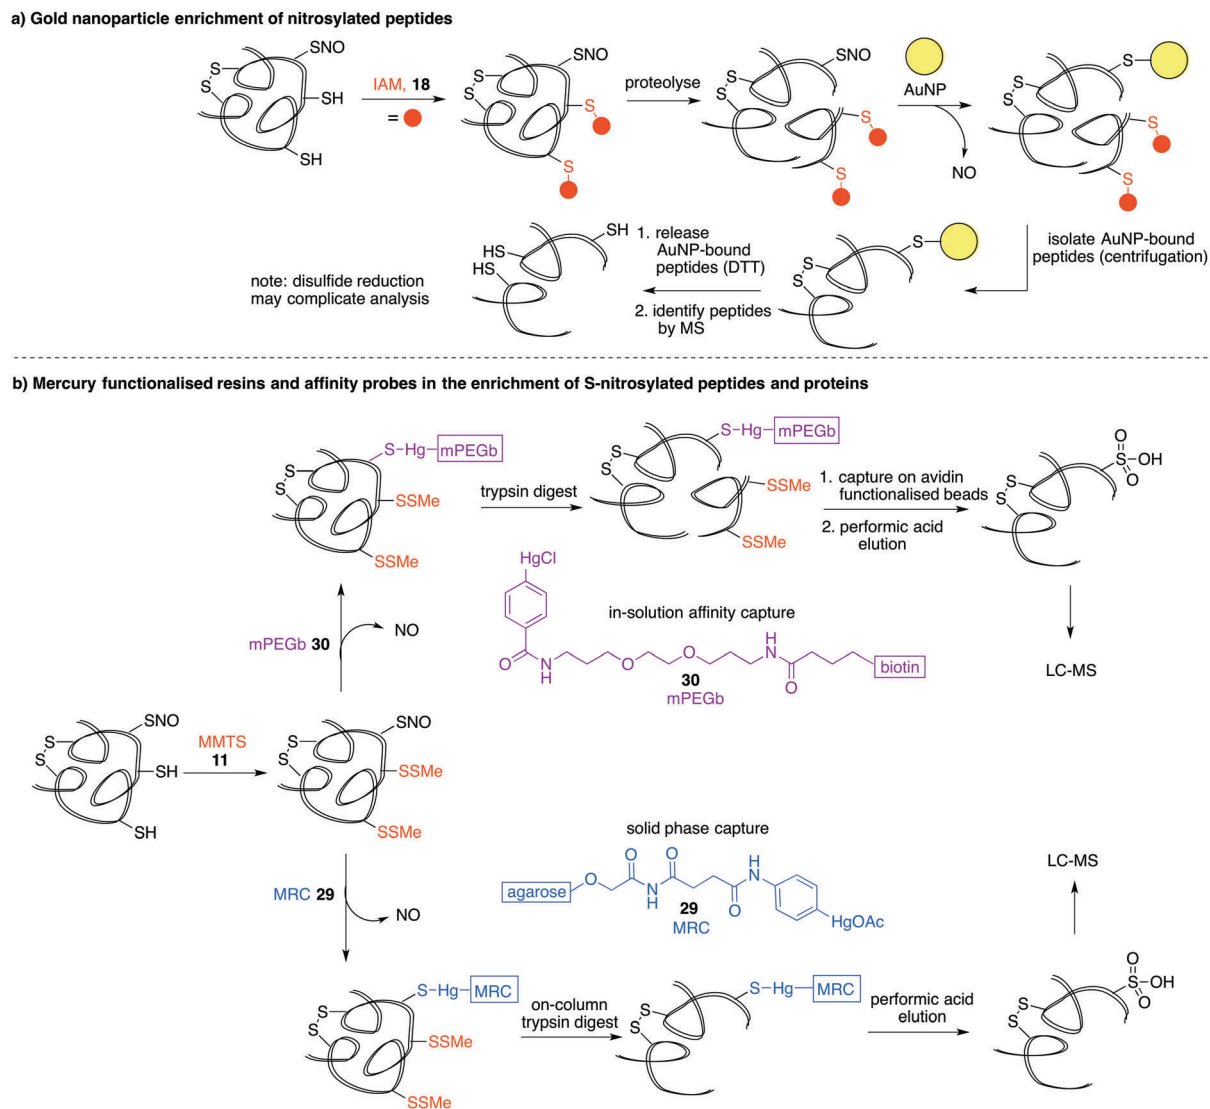 a) Gold nanoparticle enrichment of nitrosylated peptides
SNO
S
S
SH
SH
IAM, 18
=
SNO
S
S
S
S
proteolyse
SNO
S
S
S
S
AuNP
NO
S
S
S
S
S
isolate AuNP-bound
peptides (centrifugation)
S
S
S
1. release
AuNP-bound
peptides (DTT)
2. identify peptides
by MS
SH
HS
HS
note: disulfide reduction
may complicate analysis
b) Mercury functionalised resins and affinity probes in the enrichment of S-nitrosylated peptides and proteins
S-Hg-mPEGb
S
S
SSMe
SSMe
trypsin digest
S-Hg-mPEGb
S
S
SSMe
SSMe
1. capture on avidin
functionalised beads
2. performic acid
elution
O
S-OH
O
S
S
LC-MS
HgCl
O
N
H
O
O
H
N
O
biotin
in-solution affinity capture
30
mPEGb
mPEGb 30
NO
SNO
S
S
SH
SH
MMTS
11
SNO
S
S
SSMe
SSMe
MRC 29
NO
solid phase capture
agarose
O
O
N
H
O
O
H
N
HgOAc
29
MRC
LC-MS
S-Hg-MRC
S
S
SSMe
SSMe
on-column
trypsin digest
S-Hg-MRC
S
S
performic acid
elution
O
S-OH
O
S
S